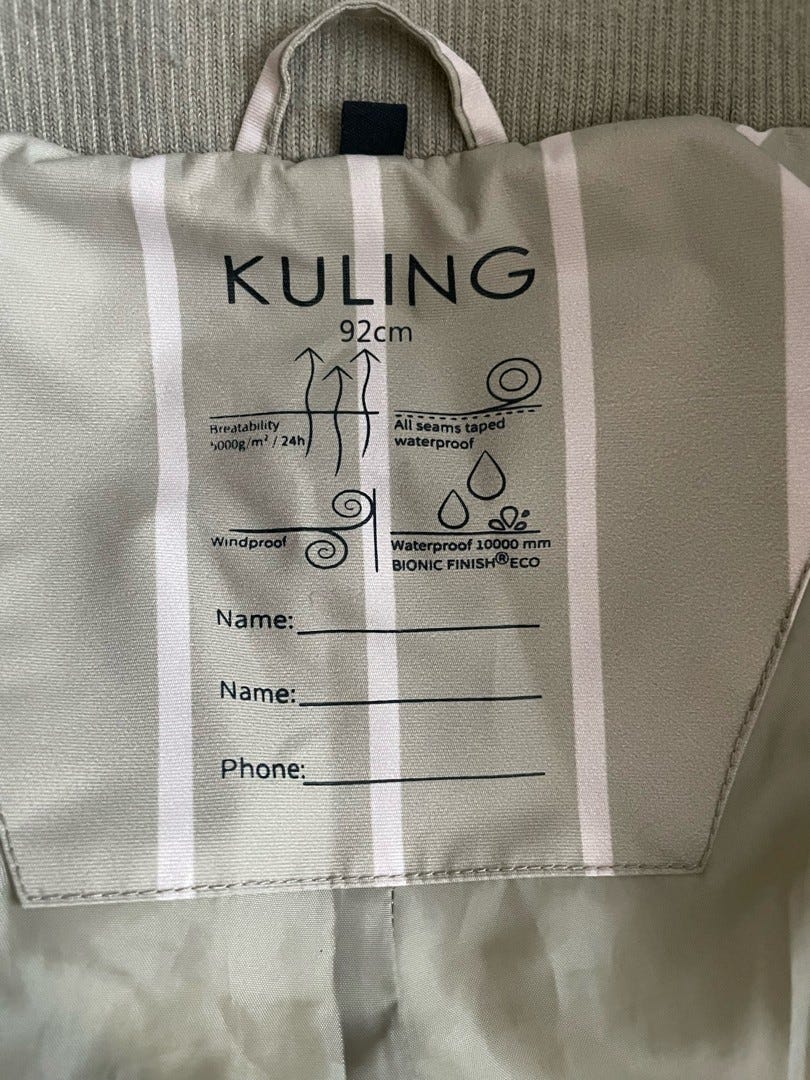 KULING
92cm
Breatability
5000g/m² / 24h
All seams taped
waterproof
Windproof
Waterproof 10000 mm
BIONIC FINISH® ECO
Name:
Name:
Phone: